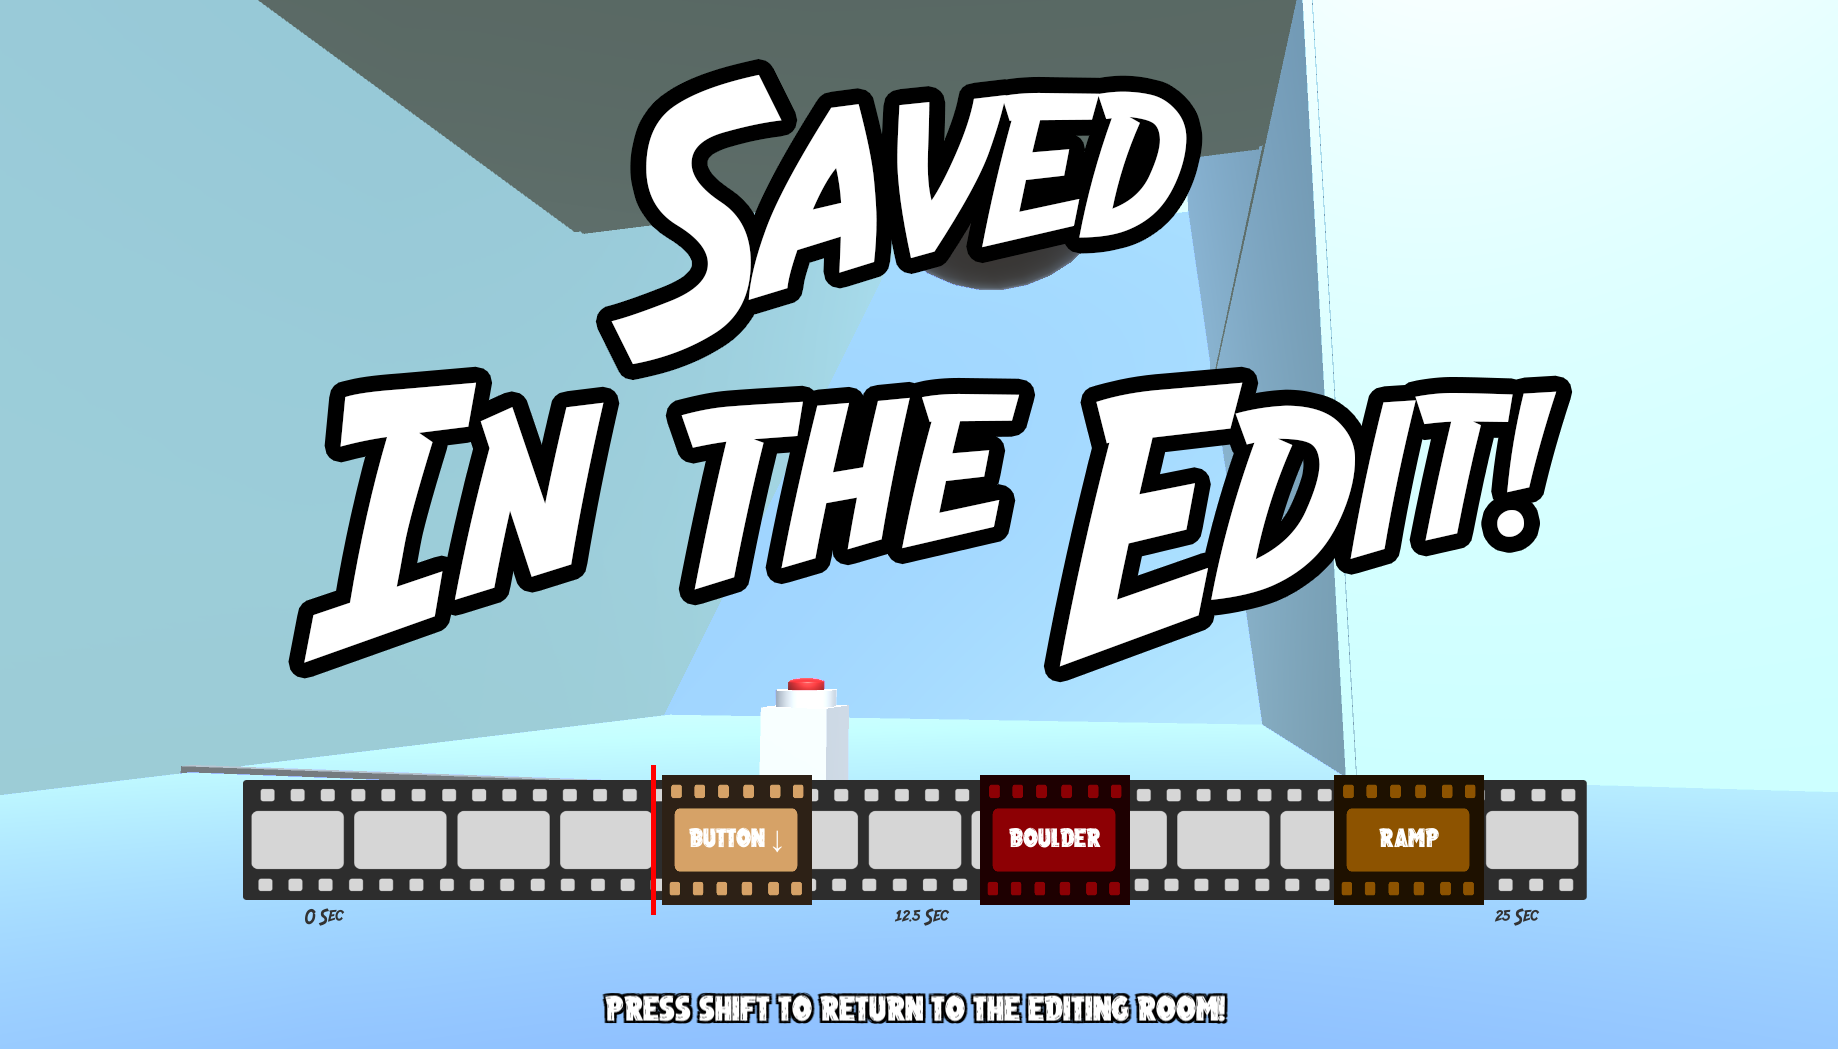 Saved
In the Edit!
BUTTON ↓
BOULDER
RAMP
0 Sec
12.5 Sec
25 Sec
PRESS SHIFT TO RETURN TO THE EDITING ROOM!